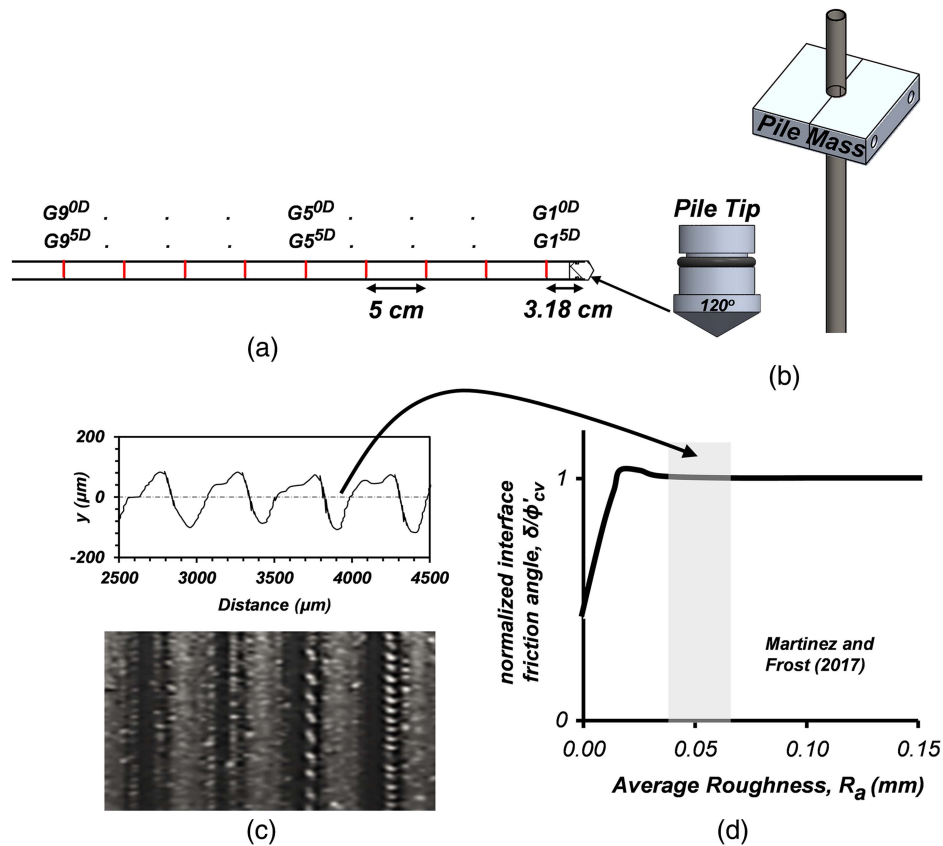 G9^0D . . . G5^0D . . . G1^0D
G9^5D . . . G5^5D . . . G1^5D
5 cm
3.18 cm
(a)
Pile Tip
120°
Pile Mass
(b)
y (μm)
200
0
-200
2500 3000 3500 4000 4500
Distance (μm)
(c)
normalized interface
friction angle, δ/ϕ'cv
1
0
0.00 0.05 0.10 0.15
Average Roughness, Ra (mm)
Martinez and
Frost (2017)
(d)